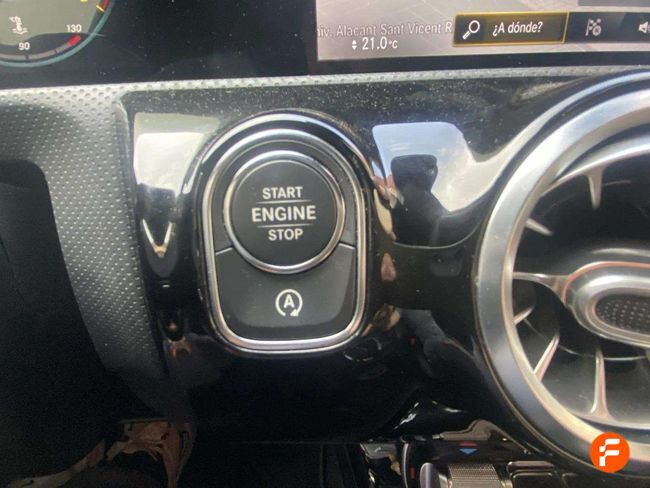 130
90
Alacant Sant Vicent R
21.0°C
¿A dónde?
START
ENGINE
STOP
A